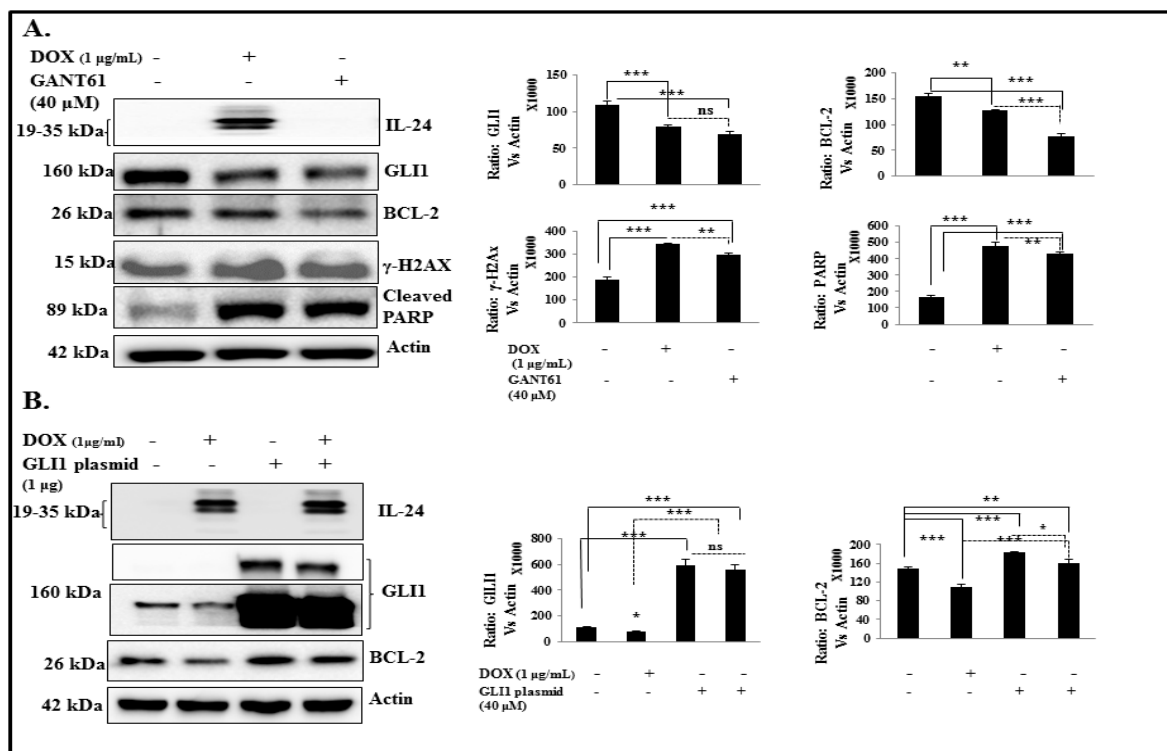 A.
DOX (1 µg/mL) - + -
GANT61 - - +
(40 µM)
19-35 kDa IL-24
160 kDa GLI1
26 kDa BCL-2
15 kDa γ-H2AX
89 kDa Cleaved
PARP
42 kDa Actin
Ratio: GLI1
Vs Actin X1000
150
100
50
0
***
***
ns
Ratio: BCL-2
Vs Actin X1000
200
150
100
50
0
**
***
***
Ratio: γ-H2Ax
Vs Actin X1000
400
300
200
100
0
***
***
**
Ratio: PARP
Vs Actin X1000
600
500
400
300
200
100
0
***
***
**
DOX - + -
(1 µg/mL)
GANT61 - - +
(40 µM)
- + -
- - +
B.
DOX (1µg/ml) - + - +
GLI1 plasmid - - + +
(1 µg)
19-35 kDa IL-24
160 kDa GLI1
26 kDa BCL-2
42 kDa Actin
Ratio: GlLI1
Vs Actin X1000
800
600
400
200
0
***
***
***
ns
*
DOX (1 µg/mL) - + - +
GLI1 plasmid - - + +
(40 µM)
Ratio: BCL-2
Vs Actin X1000
200
160
120
80
40
0
**
***
*
***
***
- + - +
- - + +